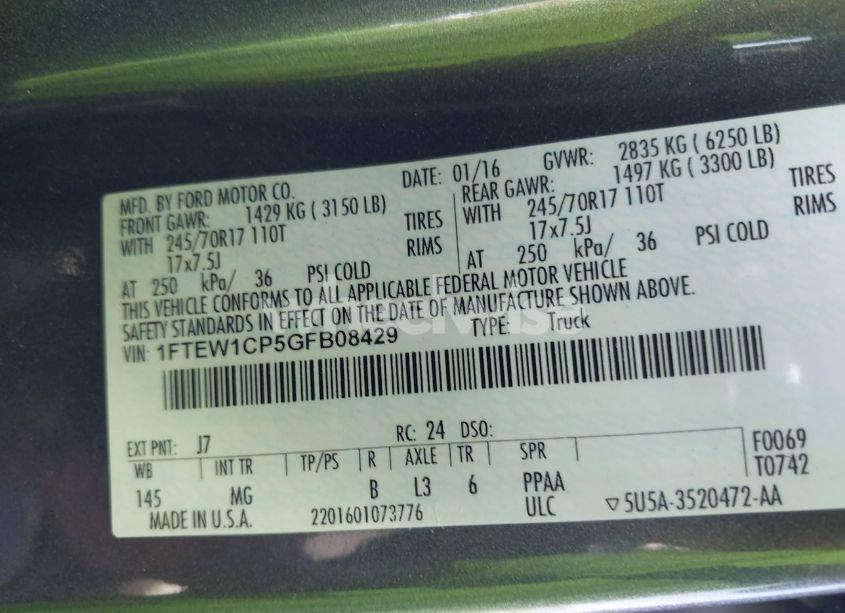 MFD. BY FORD MOTOR CO. DATE: 01/16 GVWR: 2835 KG ( 6250 LB)
FRONT GAWR: 1429 KG ( 3150 LB) REAR GAWR: 1497 KG ( 3300 LB)
WITH 245/70R17 110T TIRES WITH 245/70R17 110T TIRES
17x7.5J RIMS 17x7.5J RIMS
AT 250 kPa/ 36 PSI COLD AT 250 kPa/ 36 PSI COLD
THIS VEHICLE CONFORMS TO ALL APPLICABLE FEDERAL MOTOR VEHICLE
SAFETY STANDARDS IN EFFECT ON THE DATE OF MANUFACTURE SHOWN ABOVE.
VIN: 1FTEW1CP5GFB08429 TYPE: Truck
EXT PNT: J7 RC: 24 DSO: F0069
WB INT TR TP/PS R AXLE TR SPR T0742
145 MG B L3 6 PPAA
ULC ▽5U5A-3520472-AA
MADE IN U.S.A. 2201601073776